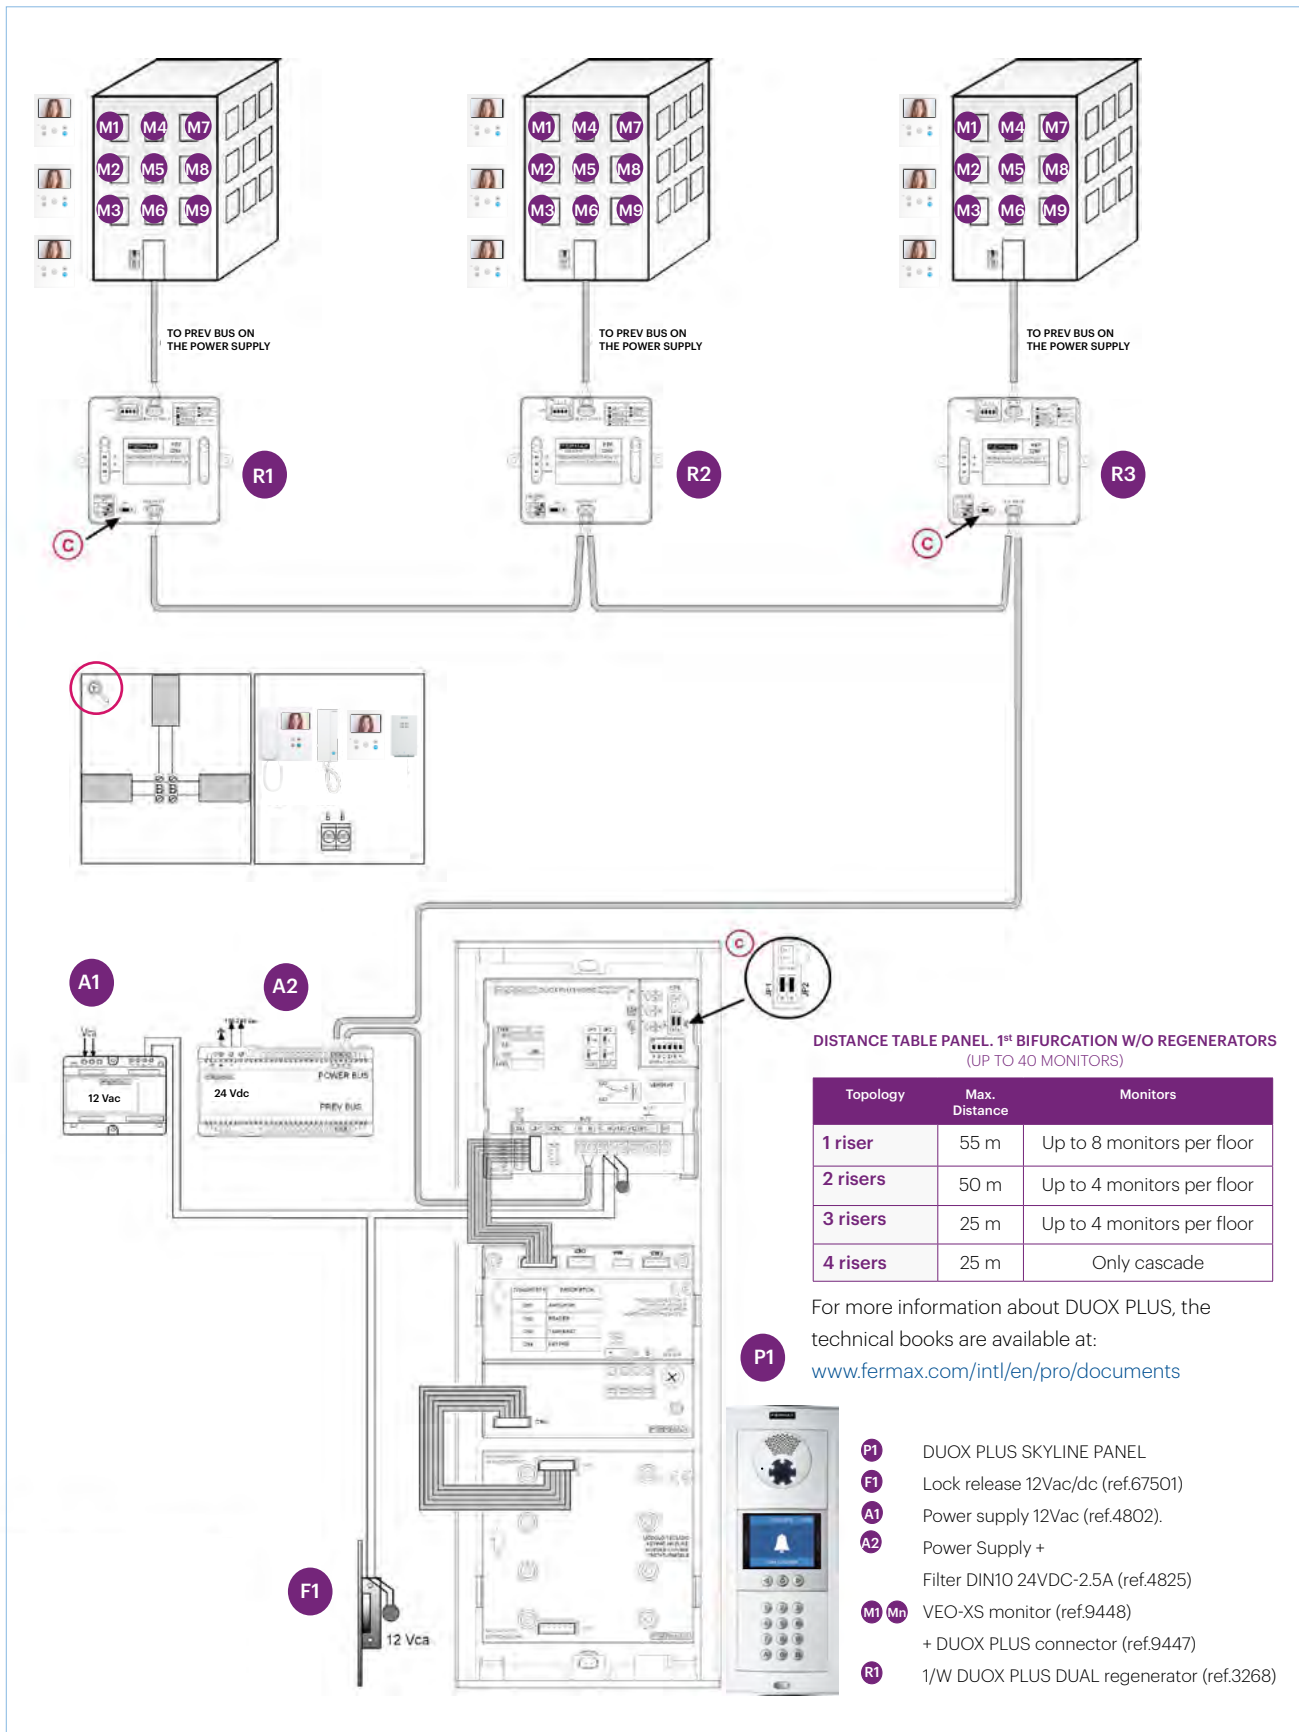 M1 M4 M7
M2 M5 M8
M3 M6 M9
M1 M4 M7
M2 M5 M8
M3 M6 M9
M1 M4 M7
M2 M5 M8
M3 M6 M9
TO PREV BUS ON
THE POWER SUPPLY
TO PREV BUS ON
THE POWER SUPPLY
TO PREV BUS ON
THE POWER SUPPLY
R1
R2
R3
C
C
B B
C
JP1
JP2
A1
A2
Vca
12 Vac
24 Vdc
POWER BUS
PREV BUS
DISTANCE TABLE PANEL. 1st BIFURCATION W/O REGENERATORS
(UP TO 40 MONITORS)
Topology Max. Distance Monitors
1 riser 55 m Up to 8 monitors per floor
2 risers 50 m Up to 4 monitors per floor
3 risers 25 m Up to 4 monitors per floor
4 risers 25 m Only cascade
For more information about DUOX PLUS, the
technical books are available at:
www.fermax.com/intl/en/pro/documents
P1
F1
12 Vca
P1 DUOX PLUS SKYLINE PANEL
F1 Lock release 12Vac/dc (ref.67501)
A1 Power supply 12Vac (ref.4802).
A2 Power Supply +
Filter DIN10 24VDC-2.5A (ref.4825)
M1 Mn VEO-XS monitor (ref.9448)
+ DUOX PLUS connector (ref.9447)
R1 1/W DUOX PLUS DUAL regenerator (ref.3268)